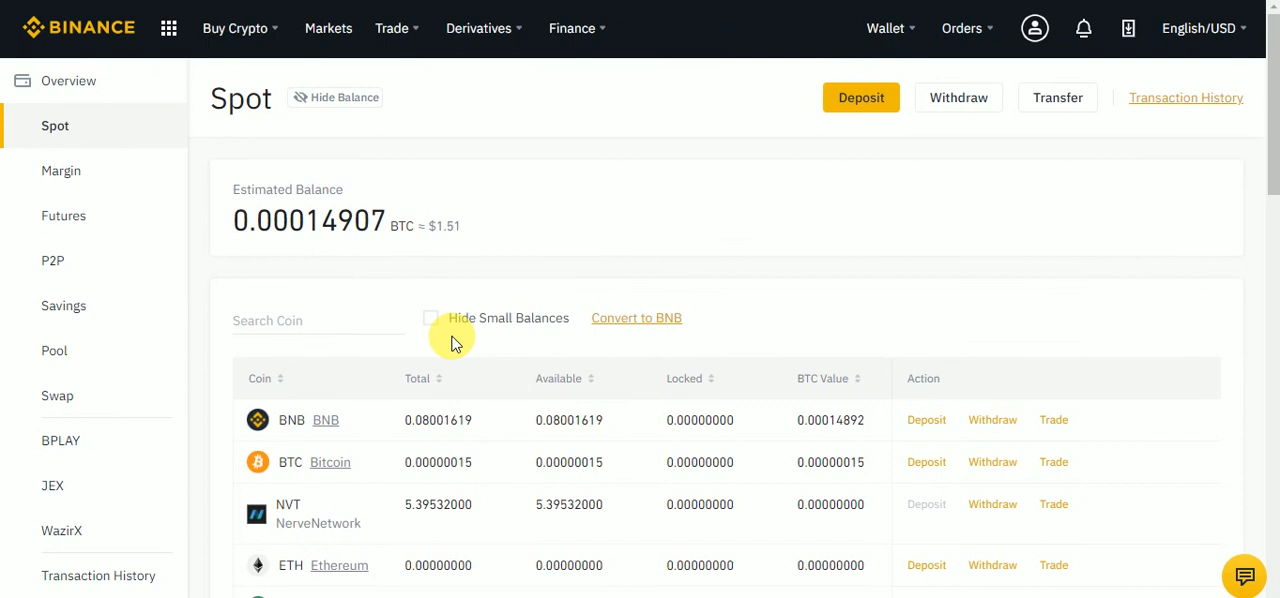 BINANCE Buy Crypto Markets Trade Derivatives Finance Wallet Orders English/USD
Overview
Spot
Margin
Futures
P2P
Savings
Pool
Swap
BPLAY
JEX
WazirX
Transaction History
Spot Hide Balance Deposit Withdraw Transfer Transaction History
Estimated Balance
0.00014907 BTC ≈ $1.51
Search Coin Hide Small Balances Convert to BNB
Coin Total Available Locked BTC Value Action
BNB BNB 0.08001619 0.08001619 0.00000000 0.00014892 Deposit Withdraw Trade
BTC Bitcoin 0.00000015 0.00000015 0.00000000 0.00000015 Deposit Withdraw Trade
NVT 5.39532000 5.39532000 0.00000000 0.00000000 Deposit Withdraw Trade
NerveNetwork
ETH Ethereum 0.00000000 0.00000000 0.00000000 0.00000000 Deposit Withdraw Trade